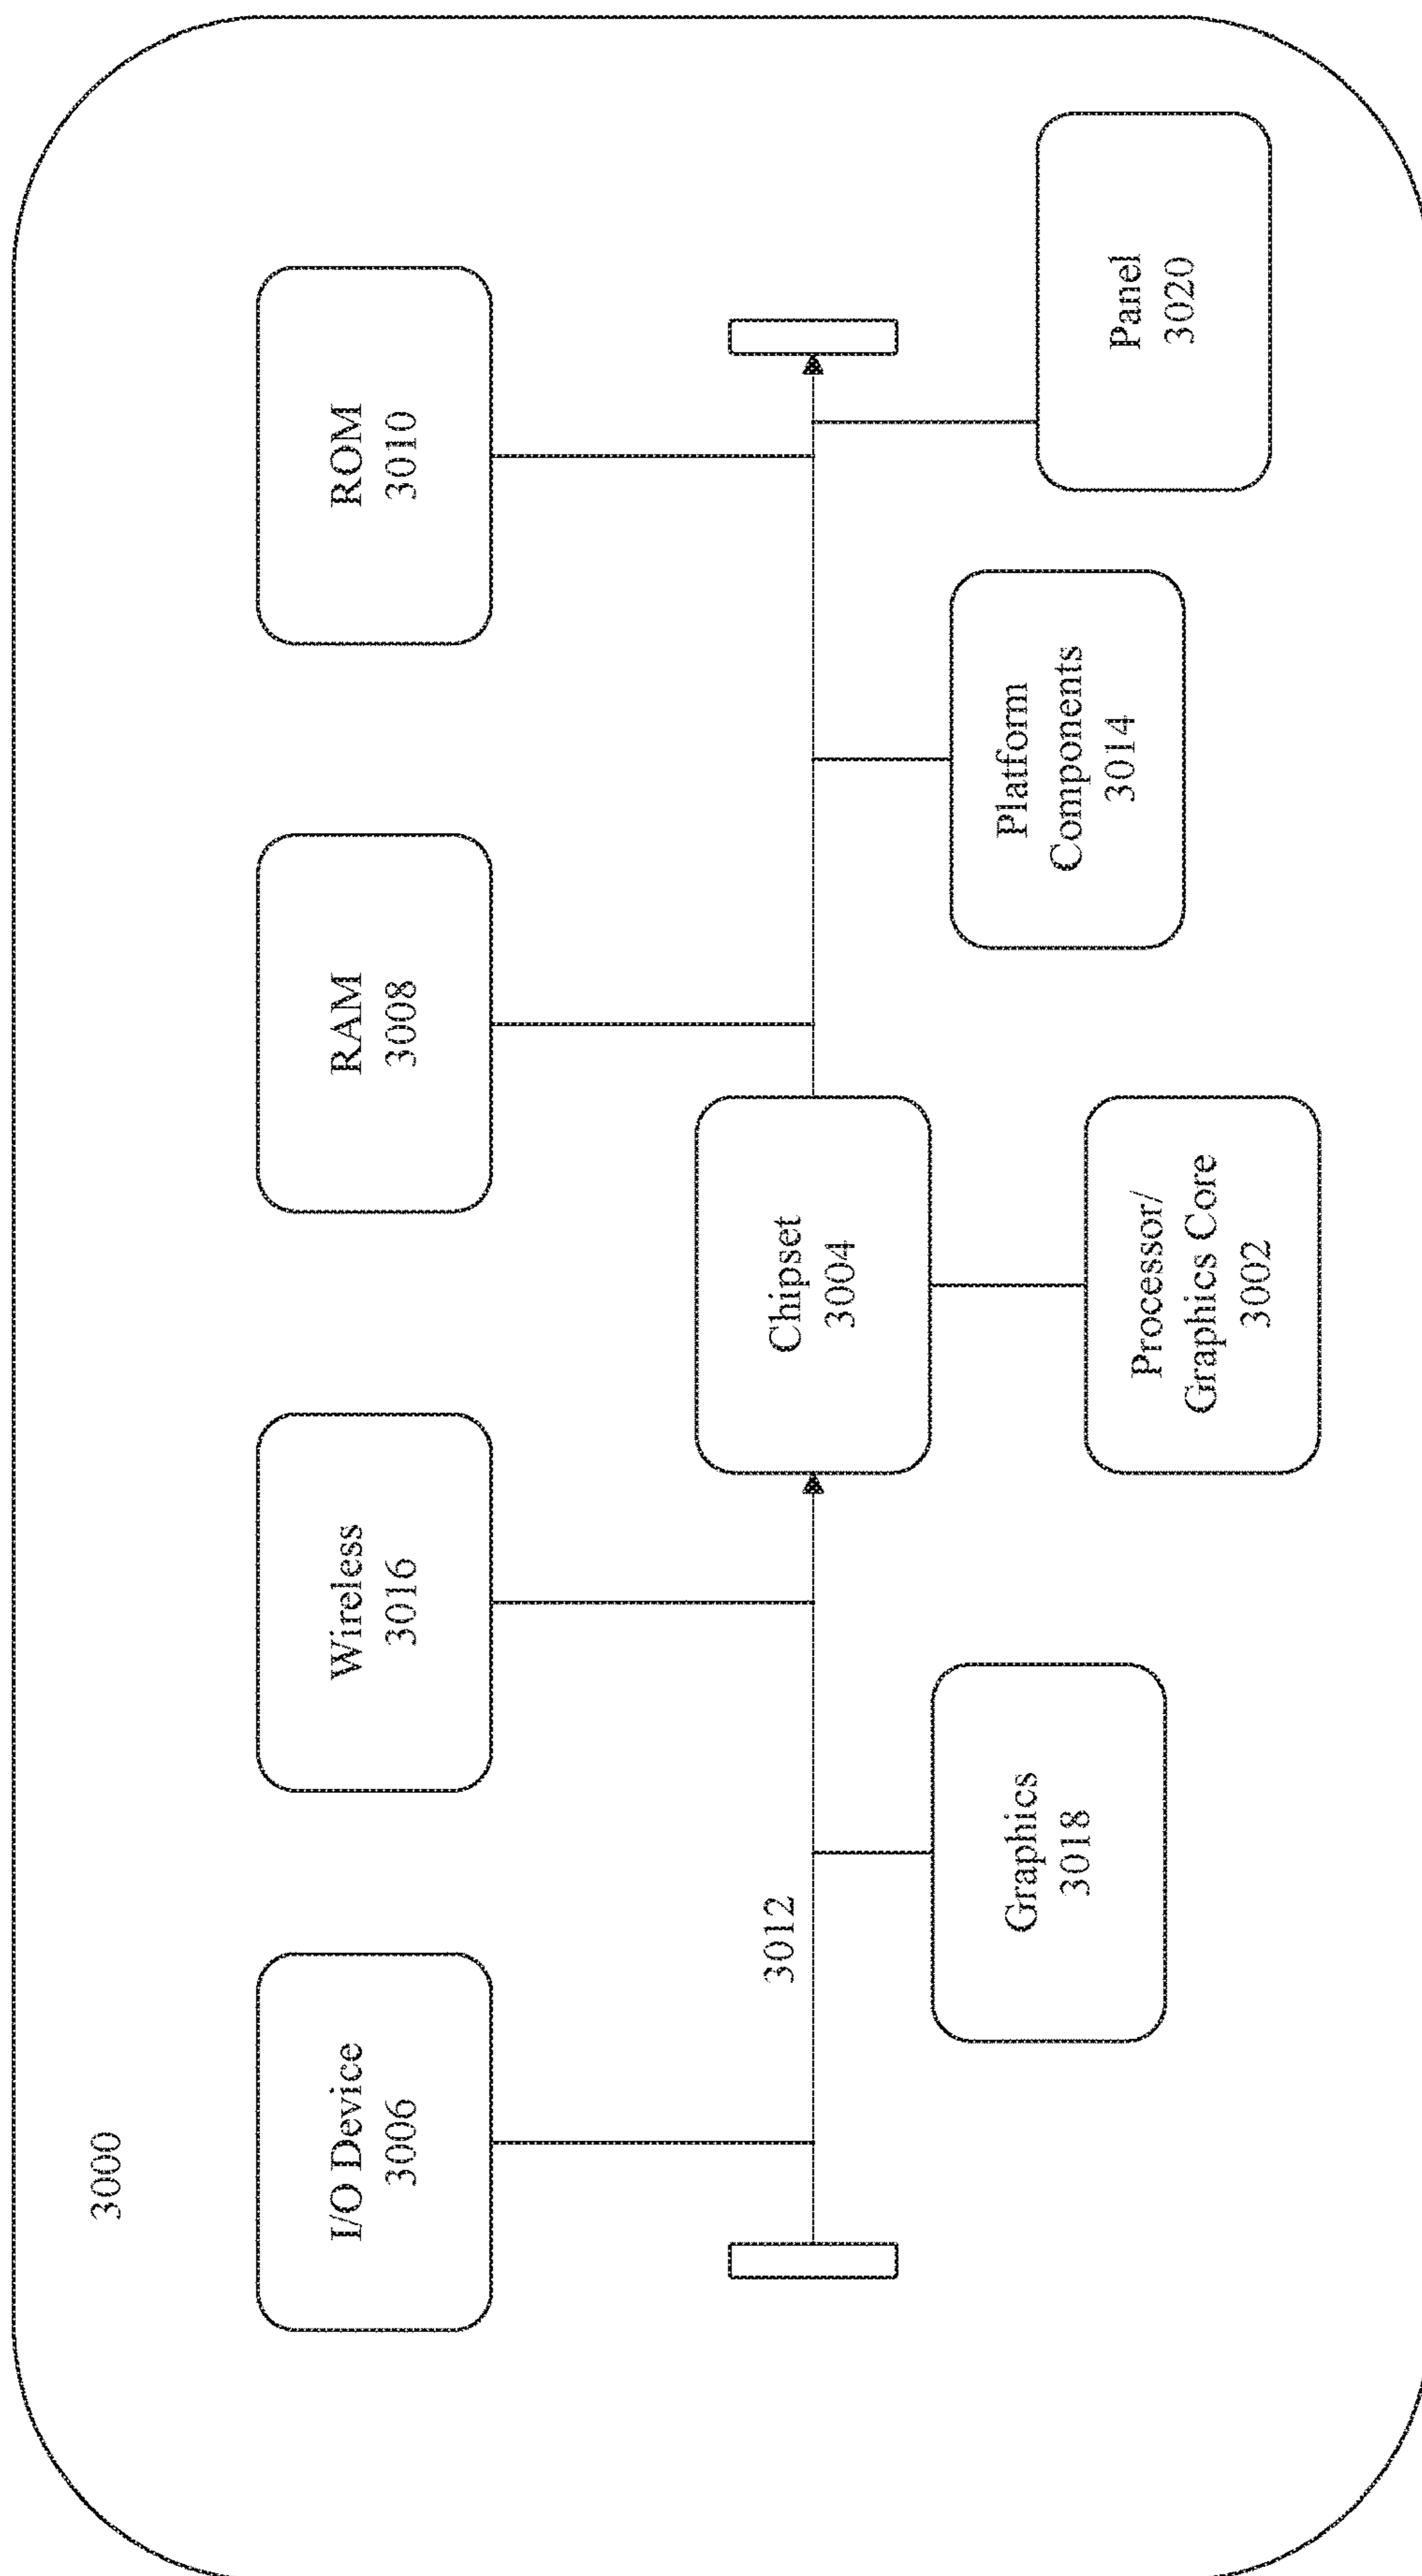 3000
I/O Device
3006
Wireless
3016
RAM
3008
ROM
3010
3012
Chipset
3004
Graphics
3018
Platform
Components
3014
Panel
3020
Processor/
Graphics Core
3002